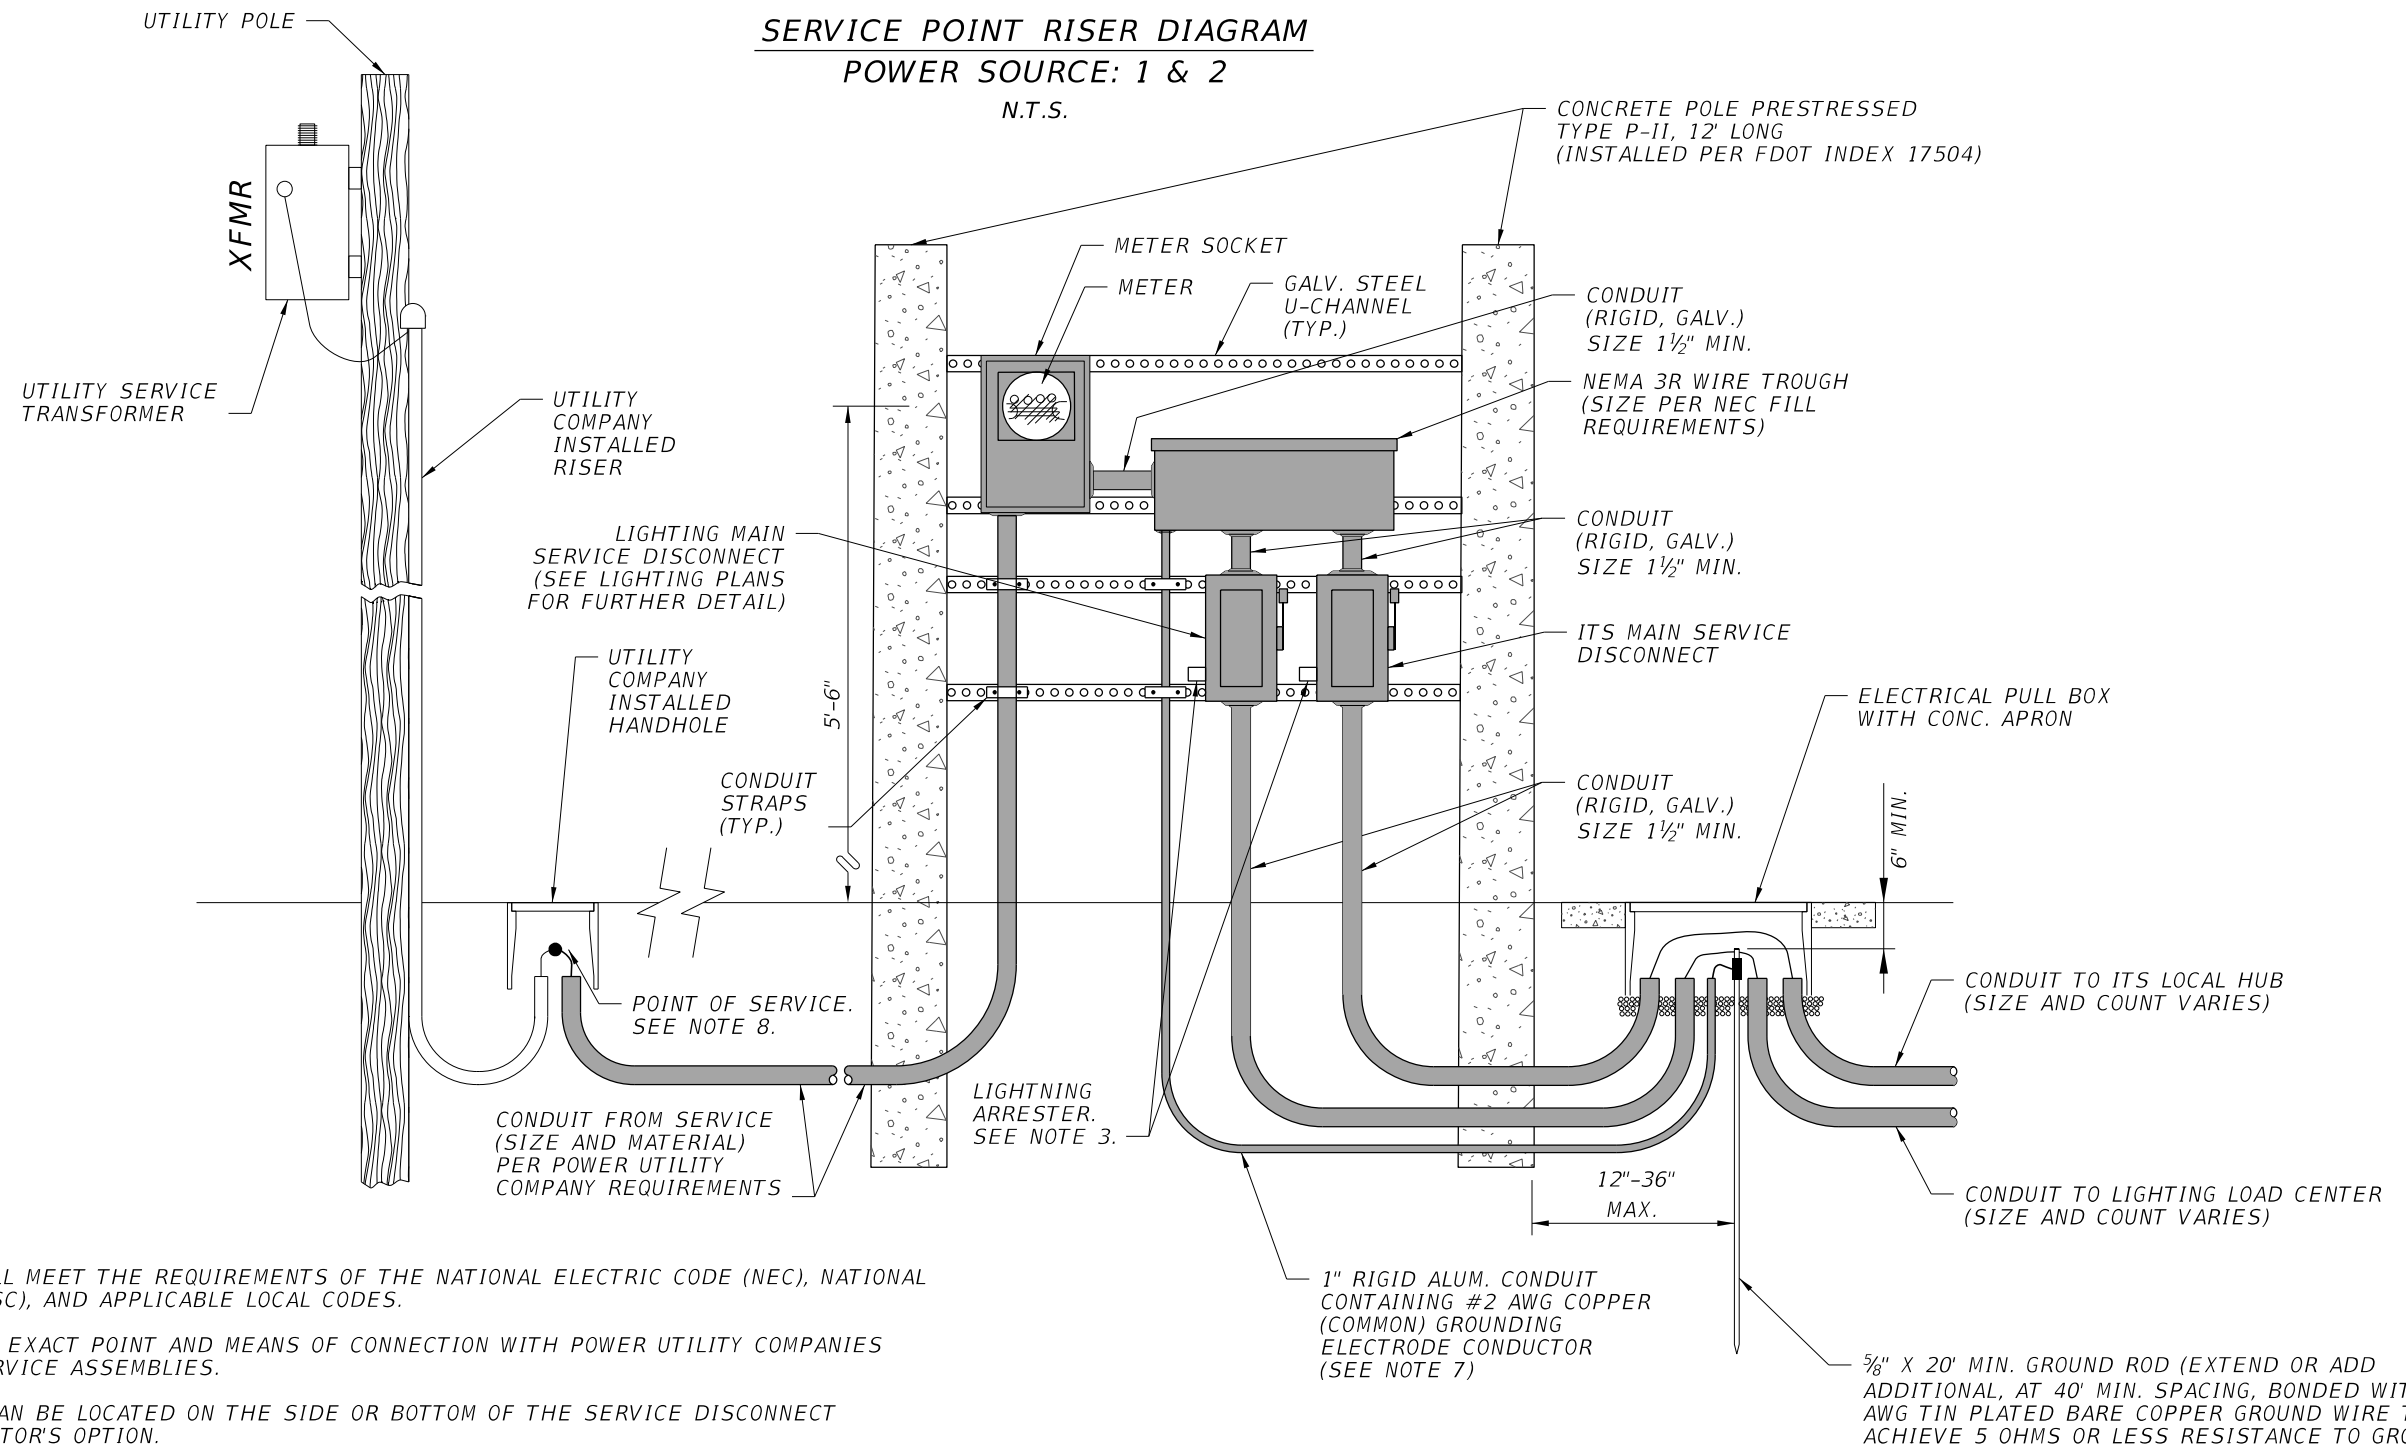 SERVICE POINT RISER DIAGRAM
POWER SOURCE: 1 & 2
N.T.S.
UTILITY POLE
XFMR
UTILITY SERVICE
TRANSFORMER
UTILITY
COMPANY
INSTALLED
RISER
LIGHTING MAIN
SERVICE DISCONNECT
(SEE LIGHTING PLANS
FOR FURTHER DETAIL)
UTILITY
COMPANY
INSTALLED
HANDHOLE
5'-6"
CONDUIT
STRAPS
(TYP.)
POINT OF SERVICE.
SEE NOTE 8.
CONDUIT FROM SERVICE
(SIZE AND MATERIAL)
PER POWER UTILITY
COMPANY REQUIREMENTS
METER SOCKET
METER
GALV. STEEL
U-CHANNEL
(TYP.)
CONCRETE POLE PRESTRESSED
TYPE P-II, 12' LONG
(INSTALLED PER FDOT INDEX 17504)
CONDUIT
(RIGID, GALV.)
SIZE 1½" MIN.
NEMA 3R WIRE TROUGH
(SIZE PER NEC FILL
REQUIREMENTS)
CONDUIT
(RIGID, GALV.)
SIZE 1½" MIN.
ITS MAIN SERVICE
DISCONNECT
ELECTRICAL PULL BOX
WITH CONC. APRON
CONDUIT
(RIGID, GALV.)
SIZE 1½" MIN.
6" MIN.
CONDUIT TO ITS LOCAL HUB
(SIZE AND COUNT VARIES)
LIGHTNING
ARRESTER.
SEE NOTE 3.
12"-36"
MAX.
CONDUIT TO LIGHTING LOAD CENTER
(SIZE AND COUNT VARIES)
1" RIGID ALUM. CONDUIT
CONTAINING #2 AWG COPPER
(COMMON) GROUNDING
ELECTRODE CONDUCTOR
(SEE NOTE 7)
⅝" X 20' MIN. GROUND ROD (EXTEND OR ADD
ADDITIONAL, AT 40' MIN. SPACING, BONDED
AWG TIN PLATED BARE COPPER GROUND WIRE
ACHIEVE 5 OHMS OR LESS RESISTANCE TO
MEET THE REQUIREMENTS OF THE NATIONAL ELECTRIC CODE (NEC), NATIONAL
AND APPLICABLE LOCAL CODES.
EXACT POINT AND MEANS OF CONNECTION WITH POWER UTILITY COMPANIES
ASSEMBLIES.
BE LOCATED ON THE SIDE OR BOTTOM OF THE SERVICE DISCONNECT
OPTION.